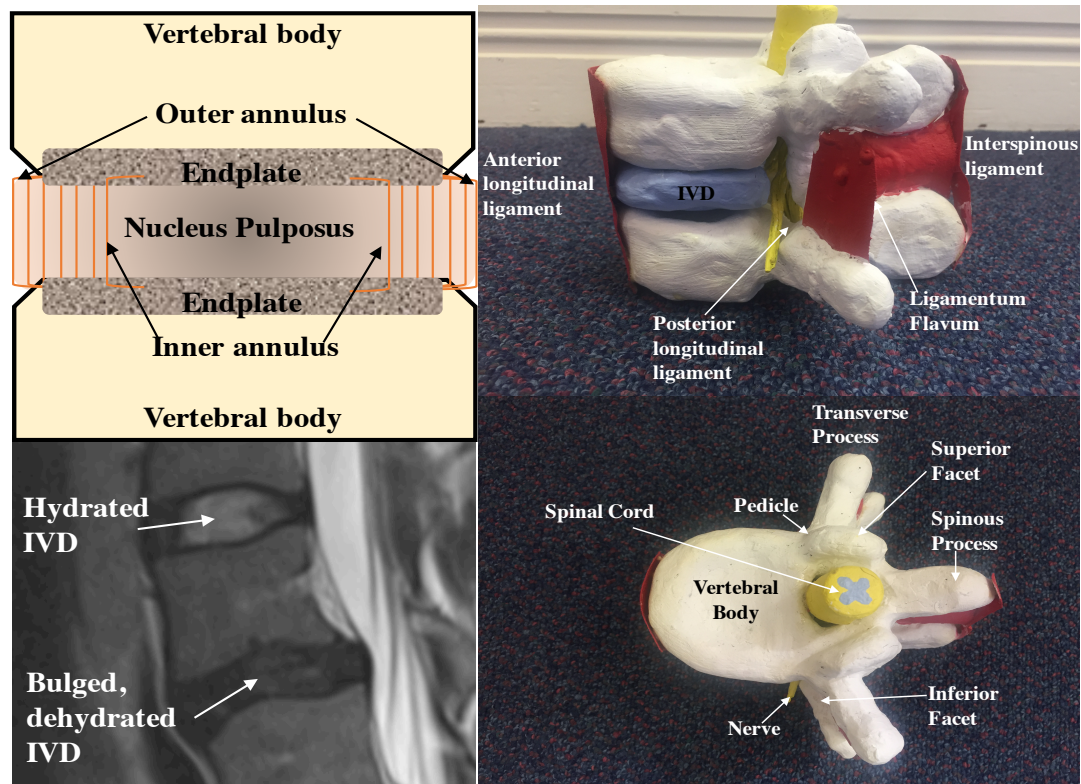 Vertebral body
Outer annulus
Endplate
Nucleus Pulposus
Endplate
Inner annulus
Vertebral body
Anterior
longitudinal
ligament
IVD
Interspinous
ligament
Posterior
longitudinal
ligament
Ligamentum
Flavum
Hydrated
IVD
Bulged,
dehydrated
IVD
Transverse
Process
Superior
Facet
Pedicle
Spinal Cord
Spinous
Process
Vertebral
Body
Inferior
Facet
Nerve